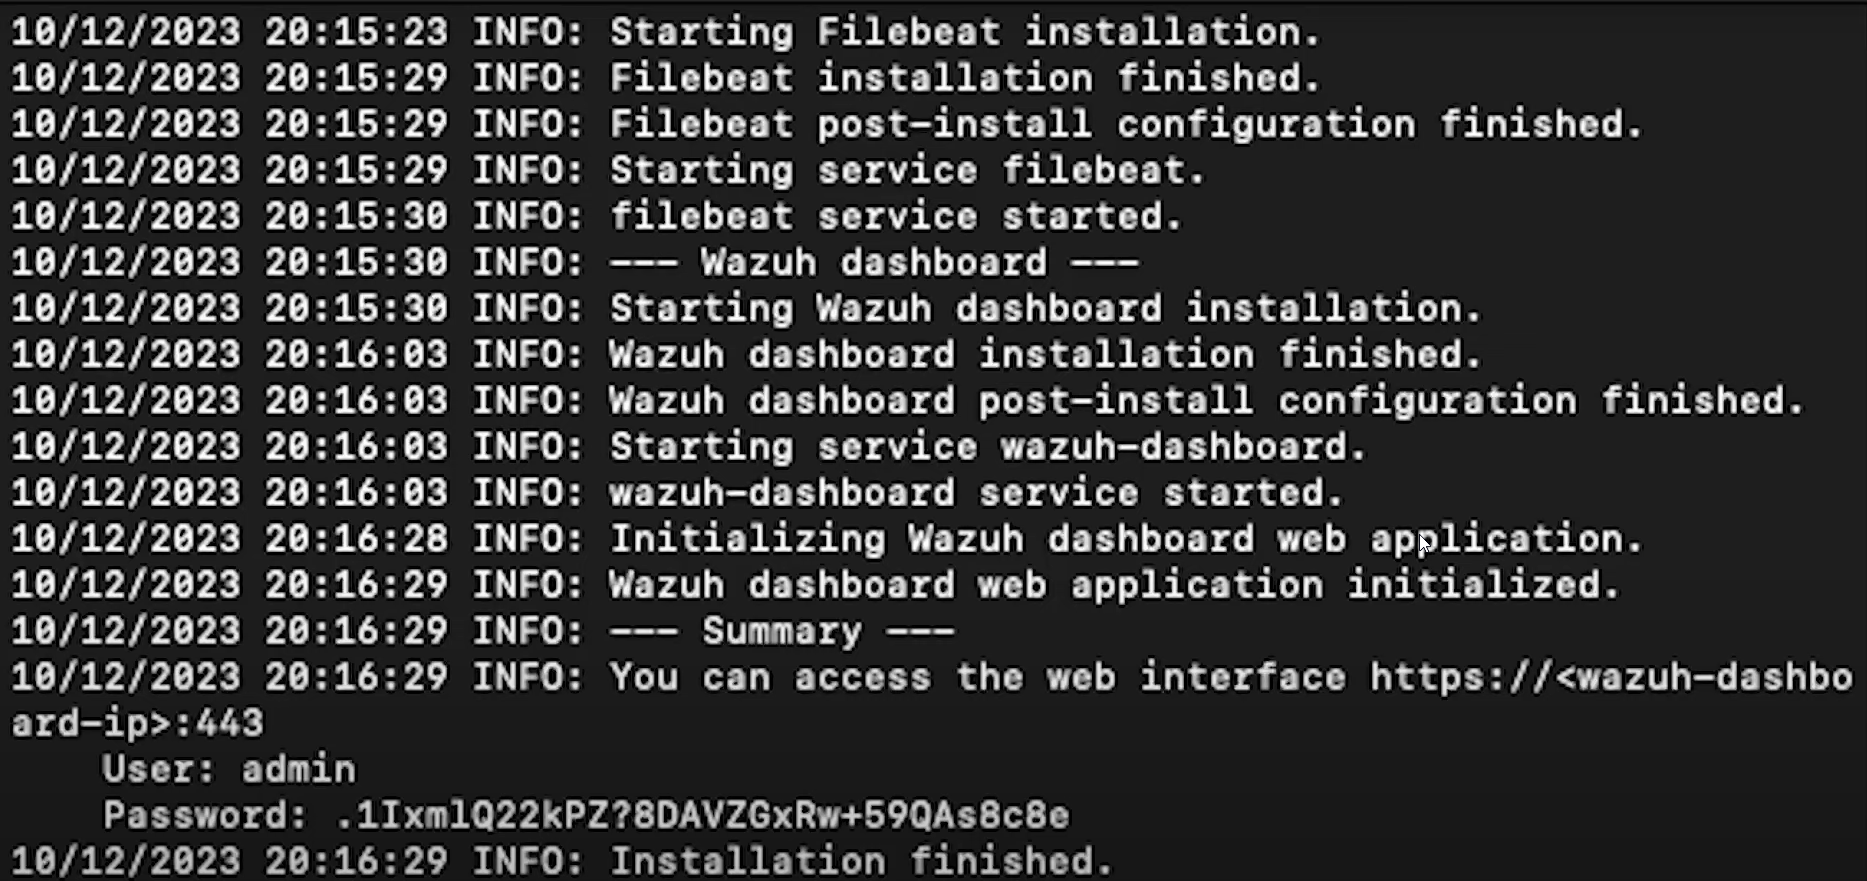 10/12/2023 20:15:23 INFO: Starting Filebeat installation.
10/12/2023 20:15:29 INFO: Filebeat installation finished.
10/12/2023 20:15:29 INFO: Filebeat post-install configuration finished.
10/12/2023 20:15:29 INFO: Starting service filebeat.
10/12/2023 20:15:30 INFO: filebeat service started.
10/12/2023 20:15:30 INFO: --- Wazuh dashboard ---
10/12/2023 20:15:30 INFO: Starting Wazuh dashboard installation.
10/12/2023 20:16:03 INFO: Wazuh dashboard installation finished.
10/12/2023 20:16:03 INFO: Wazuh dashboard post-install configuration finished.
10/12/2023 20:16:03 INFO: Starting service wazuh-dashboard.
10/12/2023 20:16:03 INFO: wazuh-dashboard service started.
10/12/2023 20:16:28 INFO: Initializing Wazuh dashboard web application.
10/12/2023 20:16:29 INFO: Wazuh dashboard web application initialized.
10/12/2023 20:16:29 INFO: --- Summary ---
10/12/2023 20:16:29 INFO: You can access the web interface https://<wazuh-dashbo
ard-ip>:443
User: admin
Password: .1IxmlQ22kPZ?8DAVZGxRw+59QAs8c8e
10/12/2023 20:16:29 INFO: Installation finished.